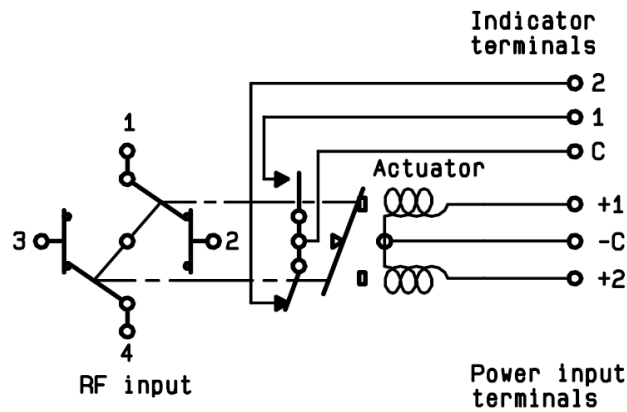 Indicator
terminals
2
1
C
Actuator
+1
-C
+2
1
3
2
4
RF input
Power input
terminals